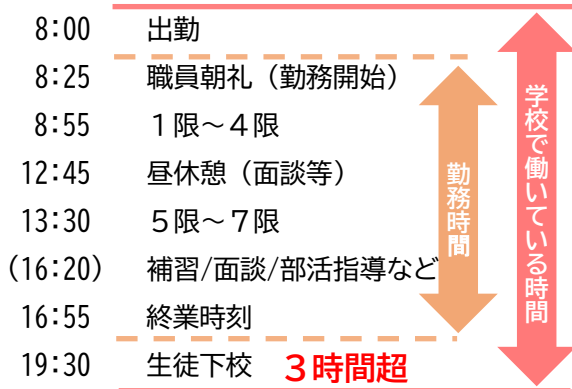 8:00 出勤
8:25 職員朝礼（勤務開始）
8:55 １限～４限
12:45 昼休憩（面談等）
13:30 ５限～７限
(16:20) 補習/面談/部活指導など
16:55 終業時刻
19:30 生徒下校 ３時間超
勤務時間
学校で働いている時間